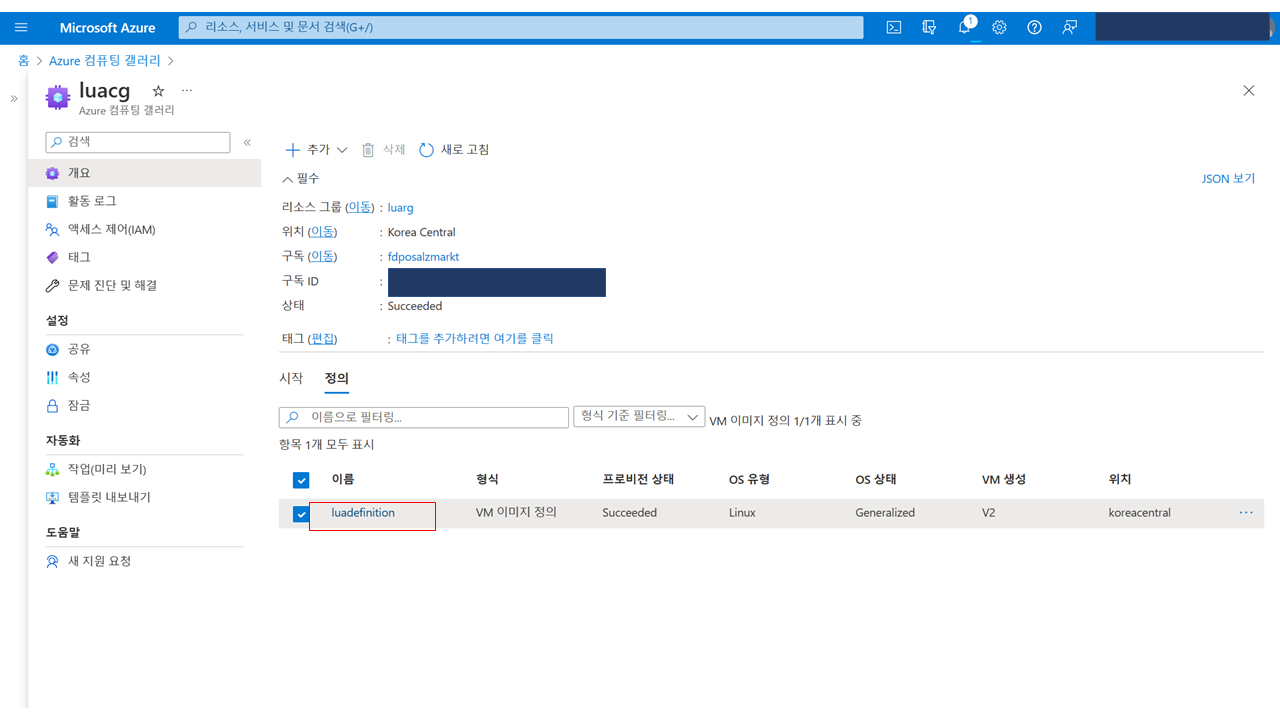 Microsoft Azure
리소스, 서비스 및 문서 검색(G+/)
1
홈 > Azure 컴퓨팅 갤러리 >
luacg
Azure 컴퓨팅 갤러리
검색
개요
활동 로그
액세스 제어(IAM)
태그
문제 진단 및 해결
설정
공유
속성
잠금
자동화
작업(미리 보기)
템플릿 내보내기
도움말
새 지원 요청
추가
삭제
새로 고침
필수
JSON 보기
리소스 그룹 (이동) : luarg
위치 (이동) : Korea Central
구독 (이동) : fdposalzmarkt
구독 ID :
상태 : Succeeded
태그 (편집) : 태그를 추가하려면 여기를 클릭
시작 정의
이름으로 필터링... 형식 기준 필터링... VM 이미지 정의 1/1개 표시 중
항목 1개 모두 표시
이름 형식 프로비전 상태 OS 유형 OS 상태 VM 생성 위치
luadefinition VM 이미지 정의 Succeeded Linux Generalized V2 koreacentral